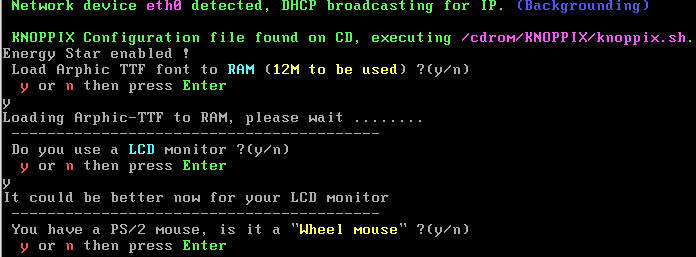 Network device eth0 detected, DHCP broadcasting for IP. (Backgrounding)
KNOPPIX Configuration file found on CD, executing /cdrom/KNOPPIX/knoppix.sh.
Energy Star enabled !
Load Arphic TTF font to RAM (12M to be used) ?(y/n)
y or n then press Enter
y
Loading Arphic-TTF to RAM, please wait ........
----------------------------------------
Do you use a LCD monitor ?(y/n)
y or n then press Enter
y
It could be better now for your LCD monitor
----------------------------------------
You have a PS/2 mouse, is it a "Wheel mouse" ?(y/n)
y or n then press Enter